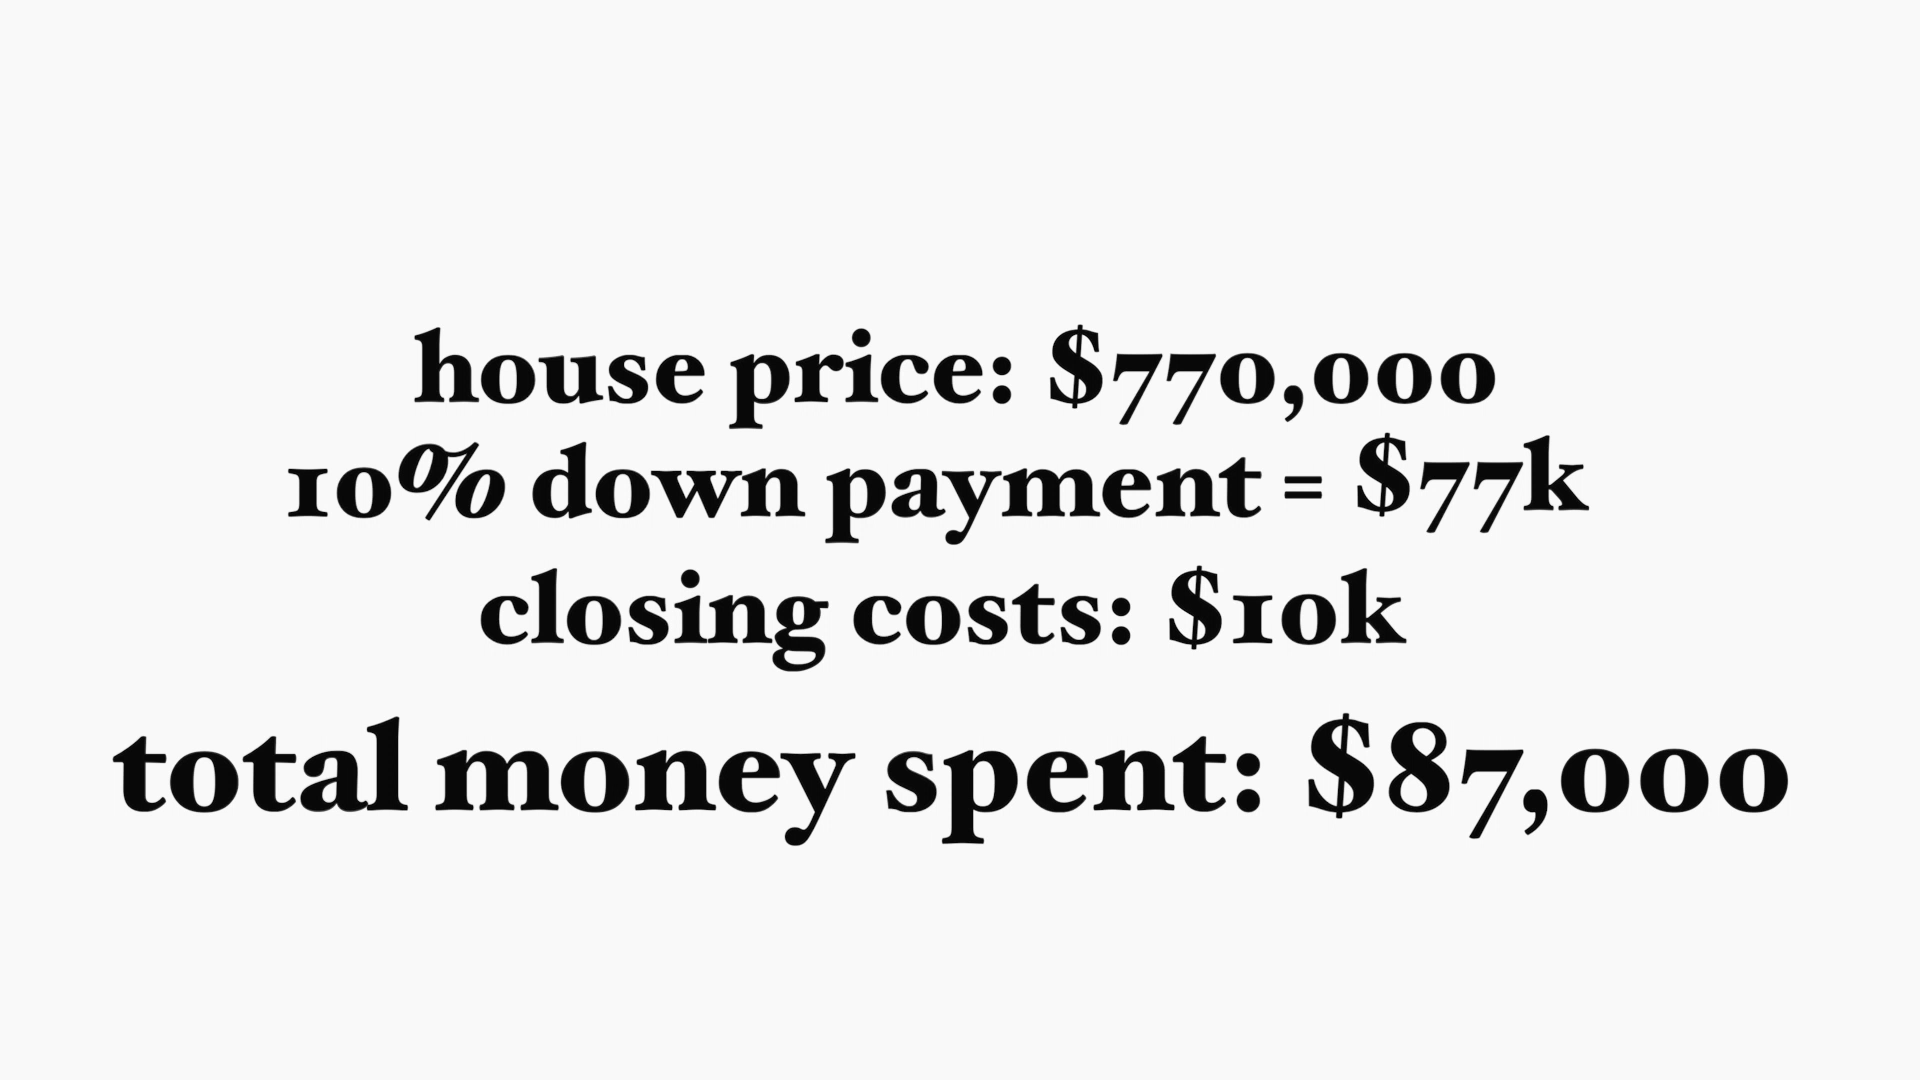 house price: $770,000
10% down payment = $77k
closing costs: $10k
total money spent: $87,000